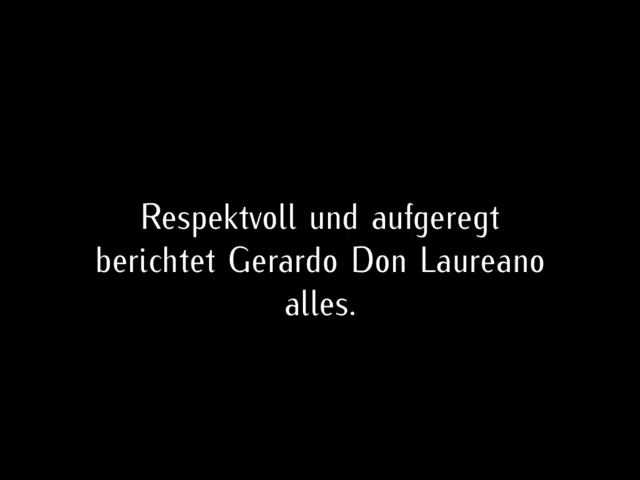 Respektvoll und aufgeregt
berichtet Gerardo Don Laureano
alles.